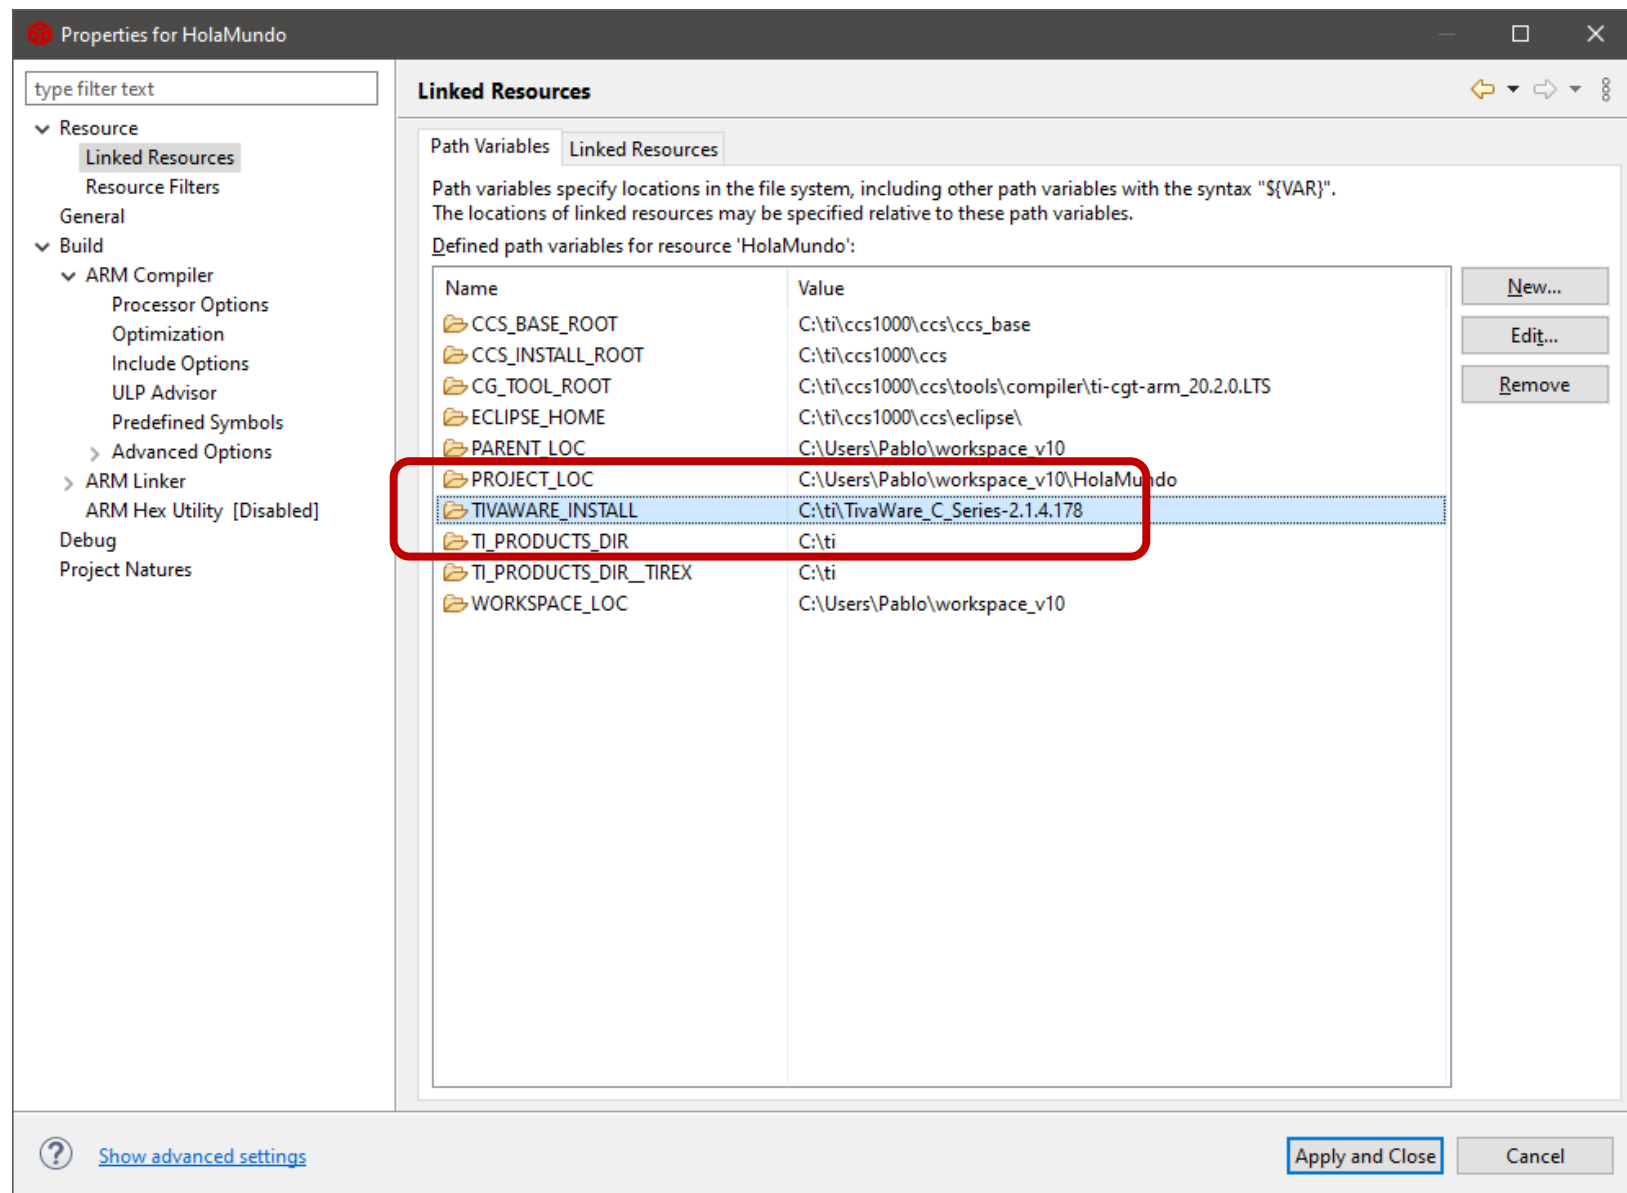 Properties for HolaMundo
type filter text
Resource
Linked Resources
Resource Filters
General
Build
ARM Compiler
Processor Options
Optimization
Include Options
ULP Advisor
Predefined Symbols
Advanced Options
ARM Linker
ARM Hex Utility [Disabled]
Debug
Project Natures
Linked Resources
Path Variables Linked Resources
Path variables specify locations in the file system, including other path variables with the syntax "${VAR}".
The locations of linked resources may be specified relative to these path variables.
Defined path variables for resource 'HolaMundo':
Name Value
CCS_BASE_ROOT C:\ti\ccs1000\ccs\ccs_base
CCS_INSTALL_ROOT C:\ti\ccs1000\ccs
CG_TOOL_ROOT C:\ti\ccs1000\ccs\tools\compiler\ti-cgt-arm_20.2.0.LTS
ECLIPSE_HOME C:\ti\ccs1000\ccs\eclipse\
PARENT_LOC C:\Users\Pablo\workspace_v10
PROJECT_LOC C:\Users\Pablo\workspace_v10\HolaMundo
TIVAWARE_INSTALL C:\ti\TivaWare_C_Series-2.1.4.178
TI_PRODUCTS_DIR C:\ti
TI_PRODUCTS_DIR__TIREX C:\ti
WORKSPACE_LOC C:\Users\Pablo\workspace_v10
New...
Edit...
Remove
Show advanced settings
Apply and Close
Cancel